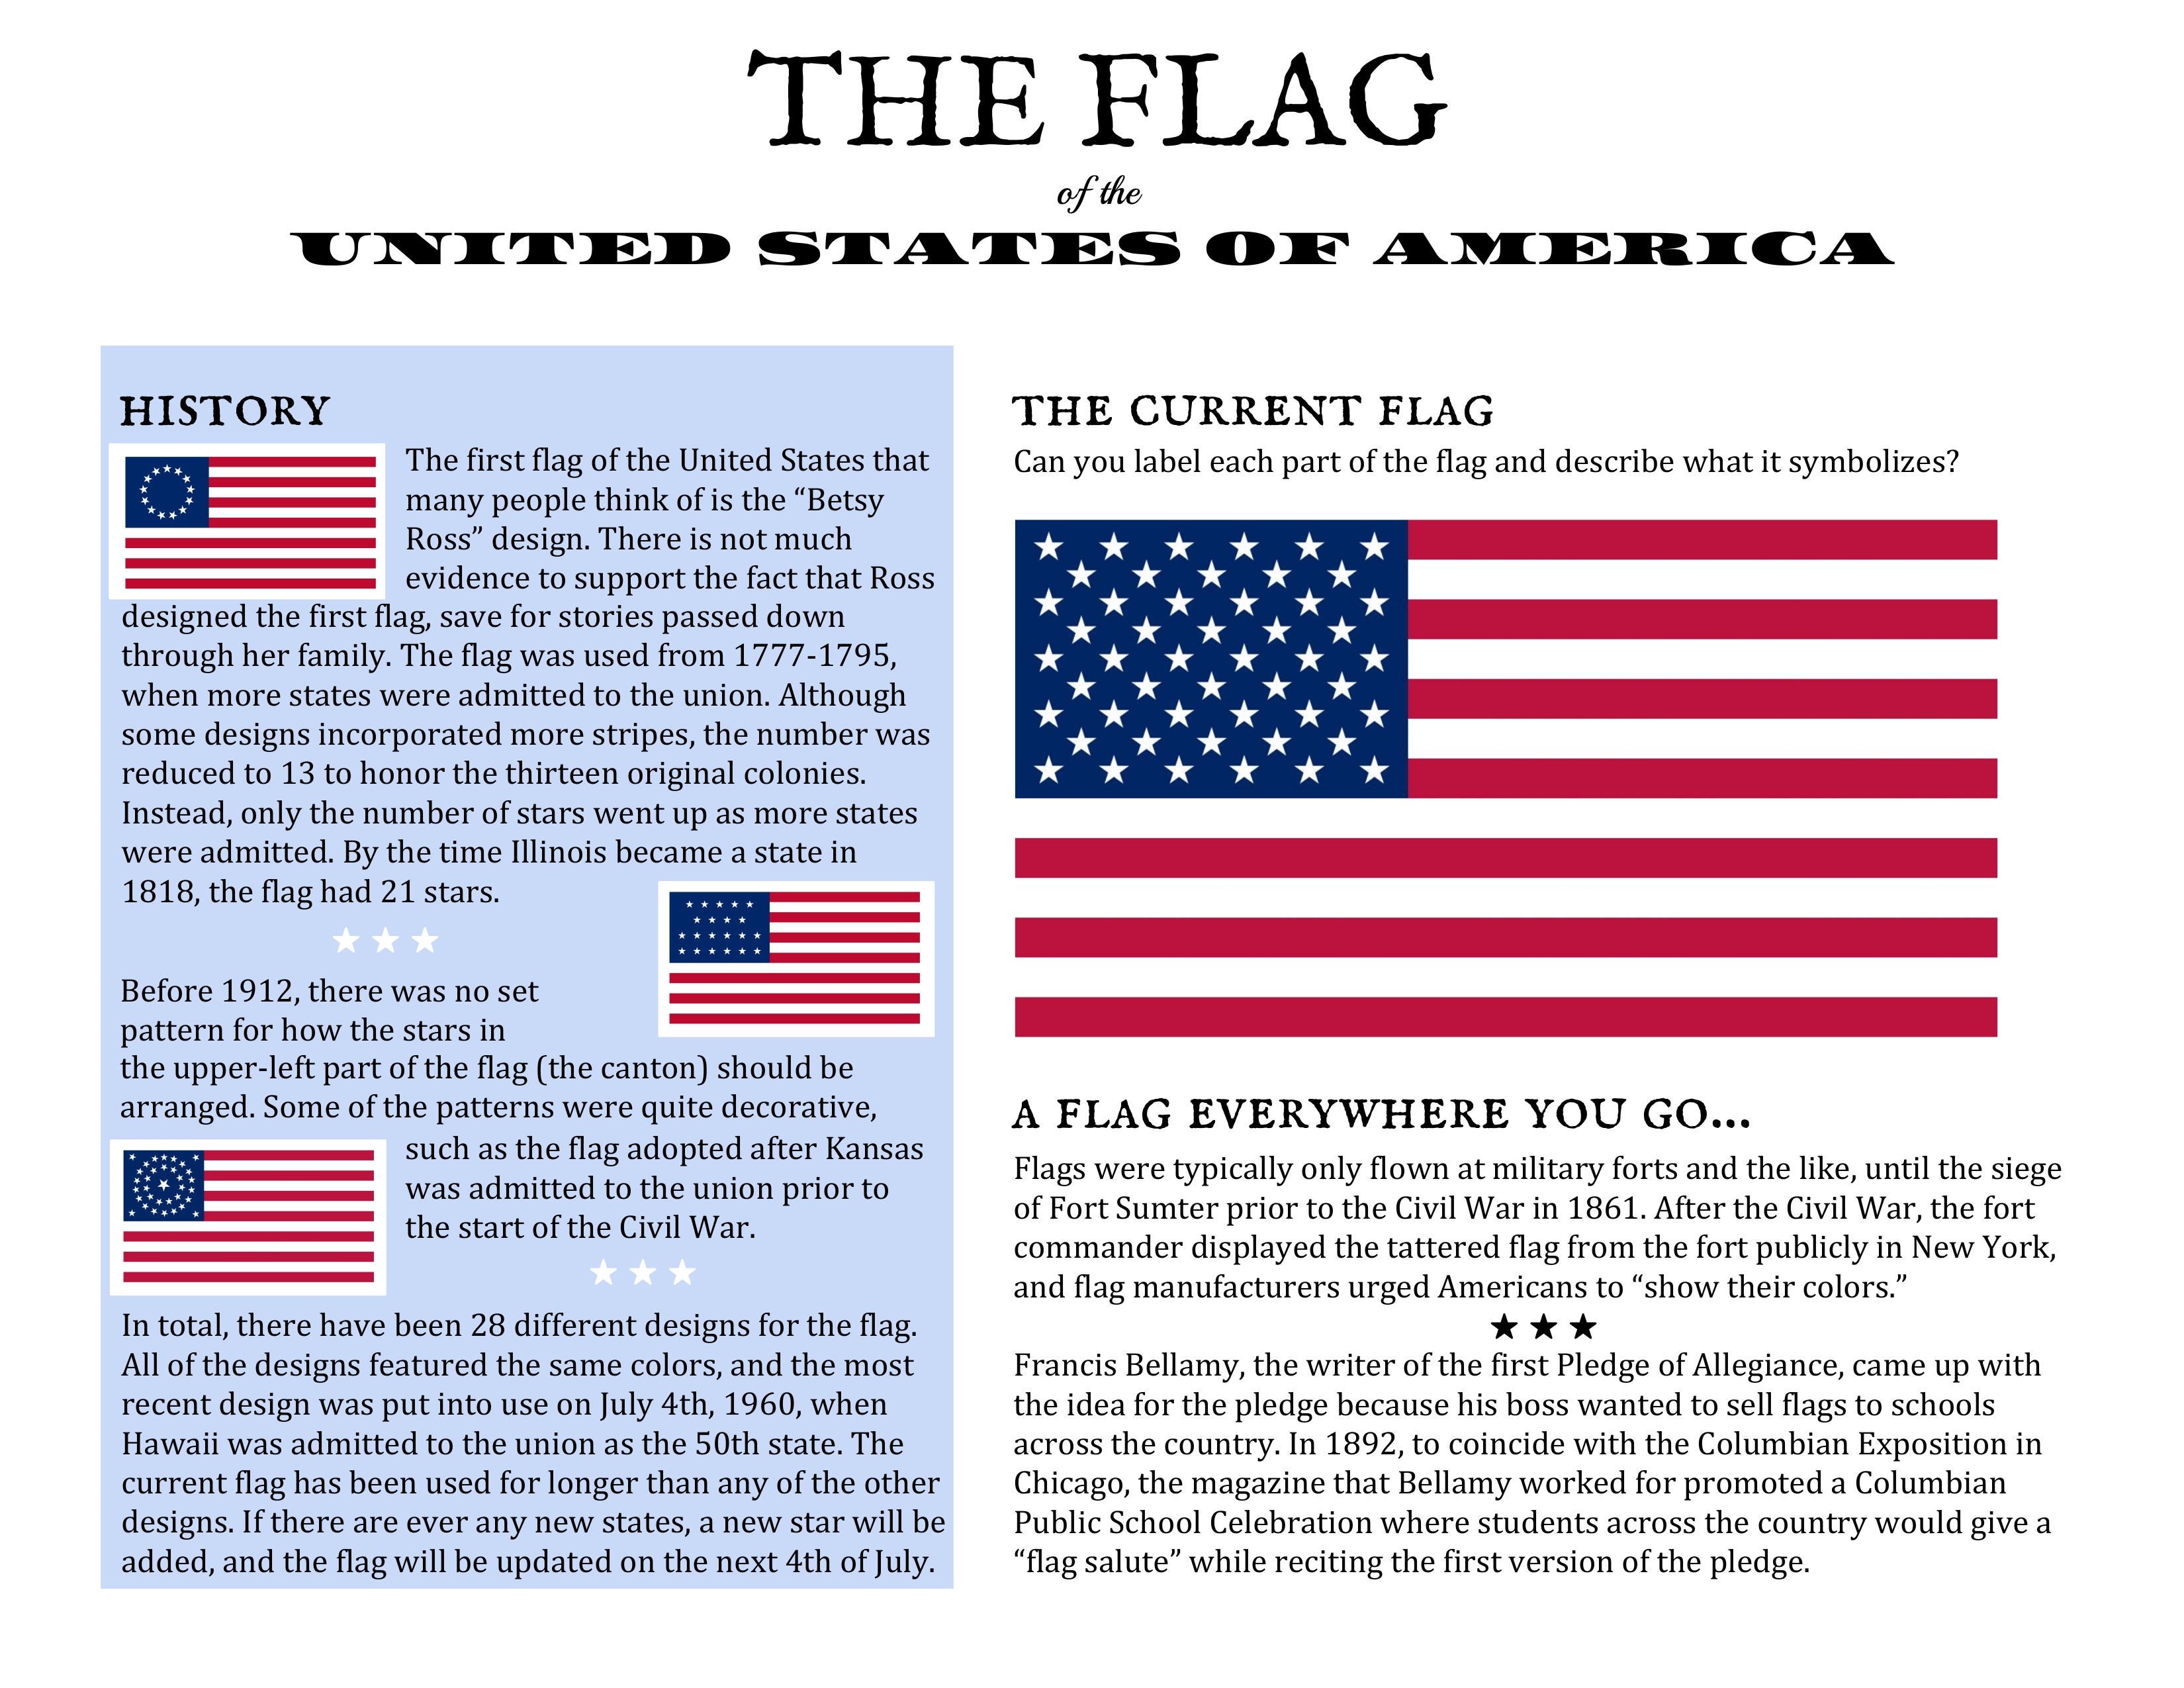 THE FLAG
of the
UNITED STATES OF AMERICA
HISTORY
The first flag of the United States that
many people think of is the “Betsy
Ross” design. There is not much
evidence to support the fact that Ross
designed the first flag, save for stories passed down
through her family. The flag was used from 1777-1795,
when more states were admitted to the union. Although
some designs incorporated more stripes, the number was
reduced to 13 to honor the thirteen original colonies.
Instead, only the number of stars went up as more states
were admitted. By the time Illinois became a state in
1818, the flag had 21 stars.
Before 1912, there was no set
pattern for how the stars in
the upper-left part of the flag (the canton) should be
arranged. Some of the patterns were quite decorative,
such as the flag adopted after Kansas
was admitted to the union prior to
the start of the Civil War.
In total, there have been 28 different designs for the flag.
All of the designs featured the same colors, and the most
recent design was put into use on July 4th, 1960, when
Hawaii was admitted to the union as the 50th state. The
current flag has been used for longer than any of the other
designs. If there are ever any new states, a new star will be
added, and the flag will be updated on the next 4th of July.
THE CURRENT FLAG
Can you label each part of the flag and describe what it symbolizes?
A FLAG EVERYWHERE YOU GO...
Flags were typically only flown at military forts and the like, until the siege
of Fort Sumter prior to the Civil War in 1861. After the Civil War, the fort
commander displayed the tattered flag from the fort publicly in New York,
and flag manufacturers urged Americans to “show their colors.”
Francis Bellamy, the writer of the first Pledge of Allegiance, came up with
the idea for the pledge because his boss wanted to sell flags to schools
across the country. In 1892, to coincide with the Columbian Exposition in
Chicago, the magazine that Bellamy worked for promoted a Columbian
Public School Celebration where students across the country would give a
“flag salute” while reciting the first version of the pledge.